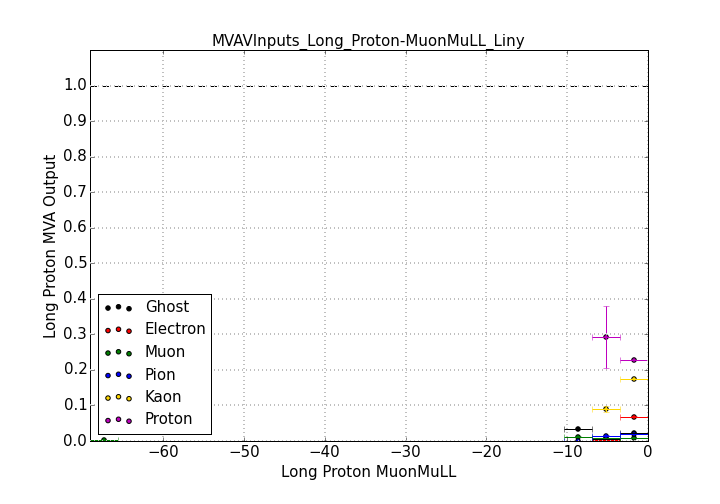 MVAVInputs_Long_Proton-MuonMuLL_Liny
1.0
0.9
0.8
0.7
0.6
0.5
0.4
0.3
0.2
0.1
0.0
Long Proton MVA Output
Ghost
Electron
Muon
Pion
Kaon
Proton
−60 −50 −40 −30 −20 −10 0
Long Proton MuonMuLL